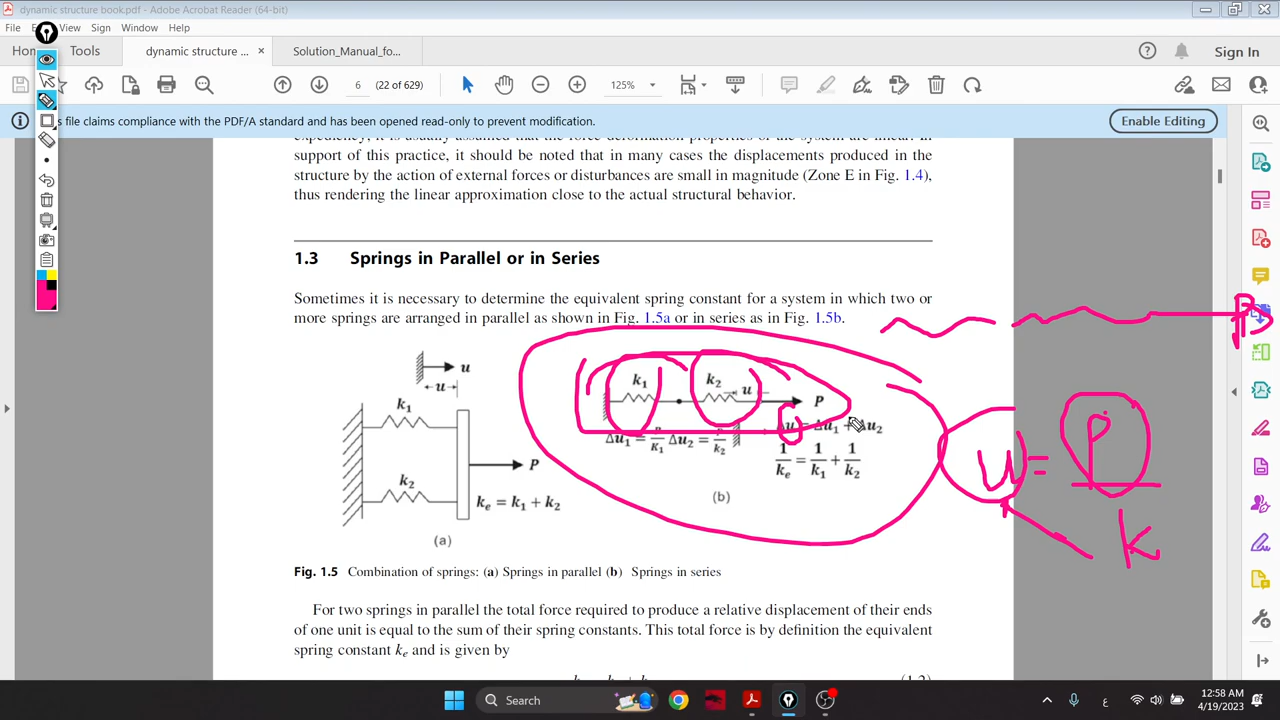 dynamic structure book.pdf - Adobe Acrobat Reader (64-bit)
File View Sign Window Help
Tools dynamic structure ... × Solution_Manual_fo... Sign In
6 (22 of 629) 125%
file claims compliance with the PDF/A standard and has been opened read-only to prevent modification. Enable Editing
support of this practice, it should be noted that in many cases the displacements produced in the
structure by the action of external forces or disturbances are small in magnitude (Zone E in Fig. 1.4),
thus rendering the linear approximation close to the actual structural behavior.
1.3 Springs in Parallel or in Series
Sometimes it is necessary to determine the equivalent spring constant for a system in which two or
more springs are arranged in parallel as shown in Fig. 1.5a or in series as in Fig. 1.5b.
P
u
u
k₁
k₂
P
kₑ = k₁ + k₂
(a)
k₁ k₂ u P
Δu₁ = P/K₁ Δu₂ = P/k₂
1/kₑ = 1/k₁ + 1/k₂
(b)
u = P/k
Fig. 1.5 Combination of springs: (a) Springs in parallel (b) Springs in series
For two springs in parallel the total force required to produce a relative displacement of their ends
of one unit is equal to the sum of their spring constants. This total force is by definition the equivalent
spring constant kₑ and is given by
Search
ع
12:58 AM
4/19/2023